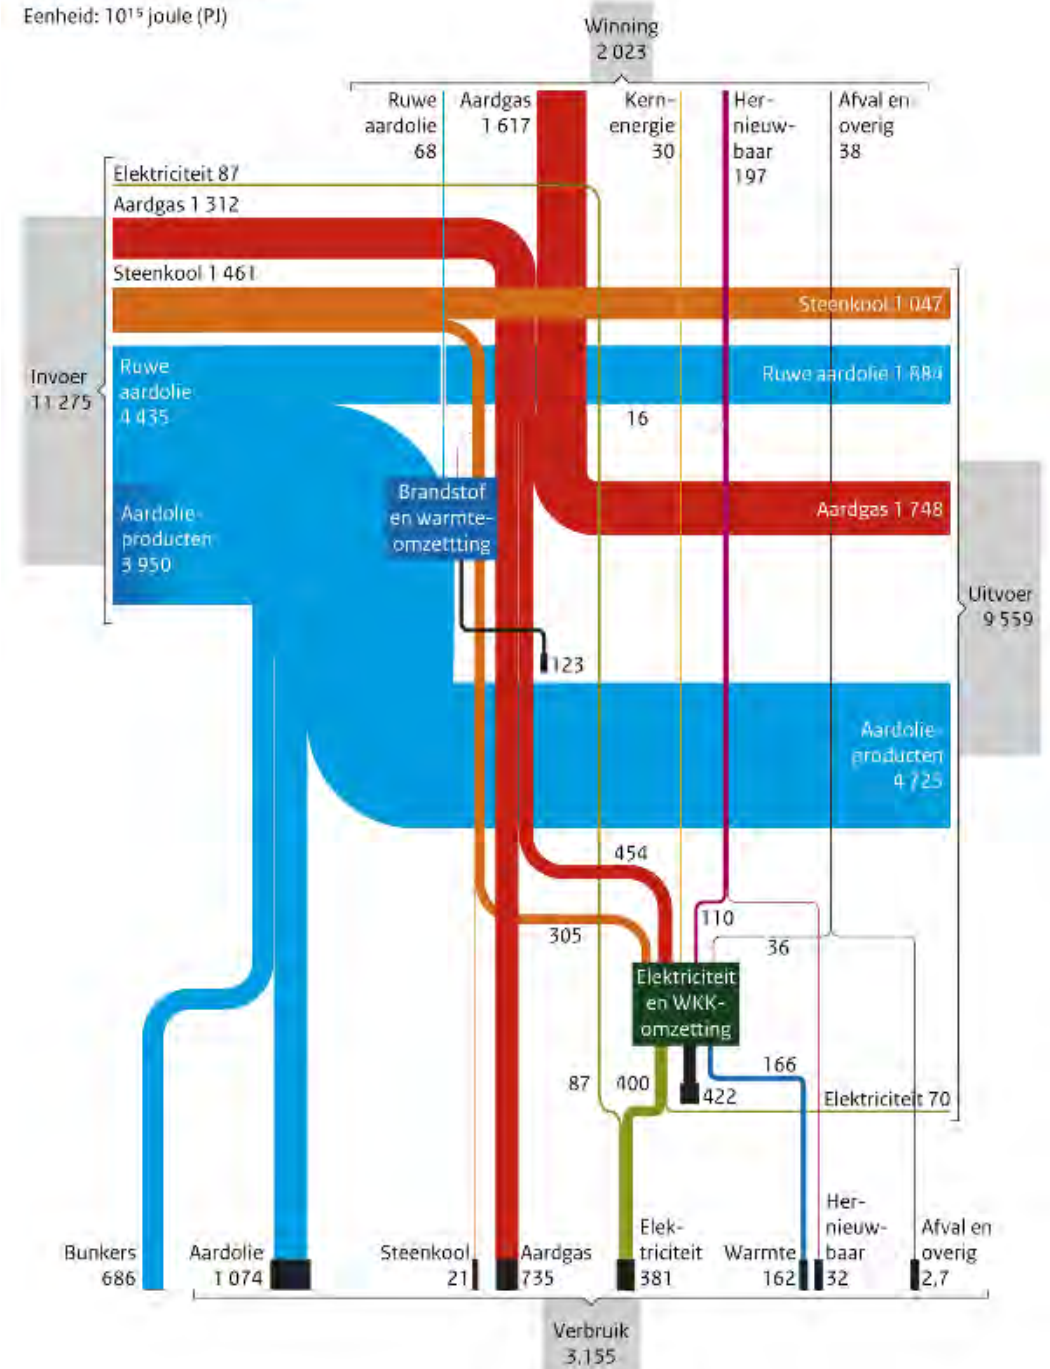 Eenheid: 10¹⁵ joule (PJ)
Winning
2 023
Ruwe
aardolie
68
Aardgas
1 617
Kern-
energie
30
Her-
nieuw-
baar
197
Afval en
overig
38
Elektriciteit 87
Aardgas 1 312
Steenkool 1 461
Steenkool 1 047
Invoer
11 275
Ruwe
aardolie
4 435
Ruwe aardolie 1 884
16
Brandstof
en warmte-
omzettting
Aardolie-
producten
3 950
Aardgas 1 748
Uitvoer
9 559
123
Aardolie-
producten
4 725
454
305
110
36
Elektriciteit
en WKK-
omzetting
87
400
422
166
Elektriciteit 70
Bunkers
686
Aardolie
1 074
Steenkool
21
Aardgas
735
Elek-
triciteit
381
Warmte
162
Her-
nieuw-
baar
32
Afval en
overig
2,7
Verbruik
3.155